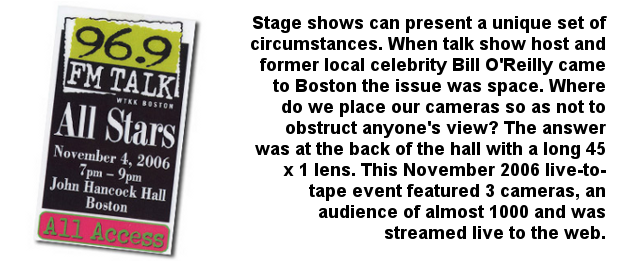 96.9
FM TALK
WTKK BOSTON
All Stars
November 4, 2006
7pm - 9pm
John Hancock Hall
Boston
All Access
Stage shows can present a unique set of
circumstances. When talk show host and
former local celebrity Bill O'Reilly came
to Boston the issue was space. Where
do we place our cameras so as not to
obstruct anyone's view? The answer
was at the back of the hall with a long 45
x 1 lens. This November 2006 live-to-
tape event featured 3 cameras, an
audience of almost 1000 and was
streamed live to the web.